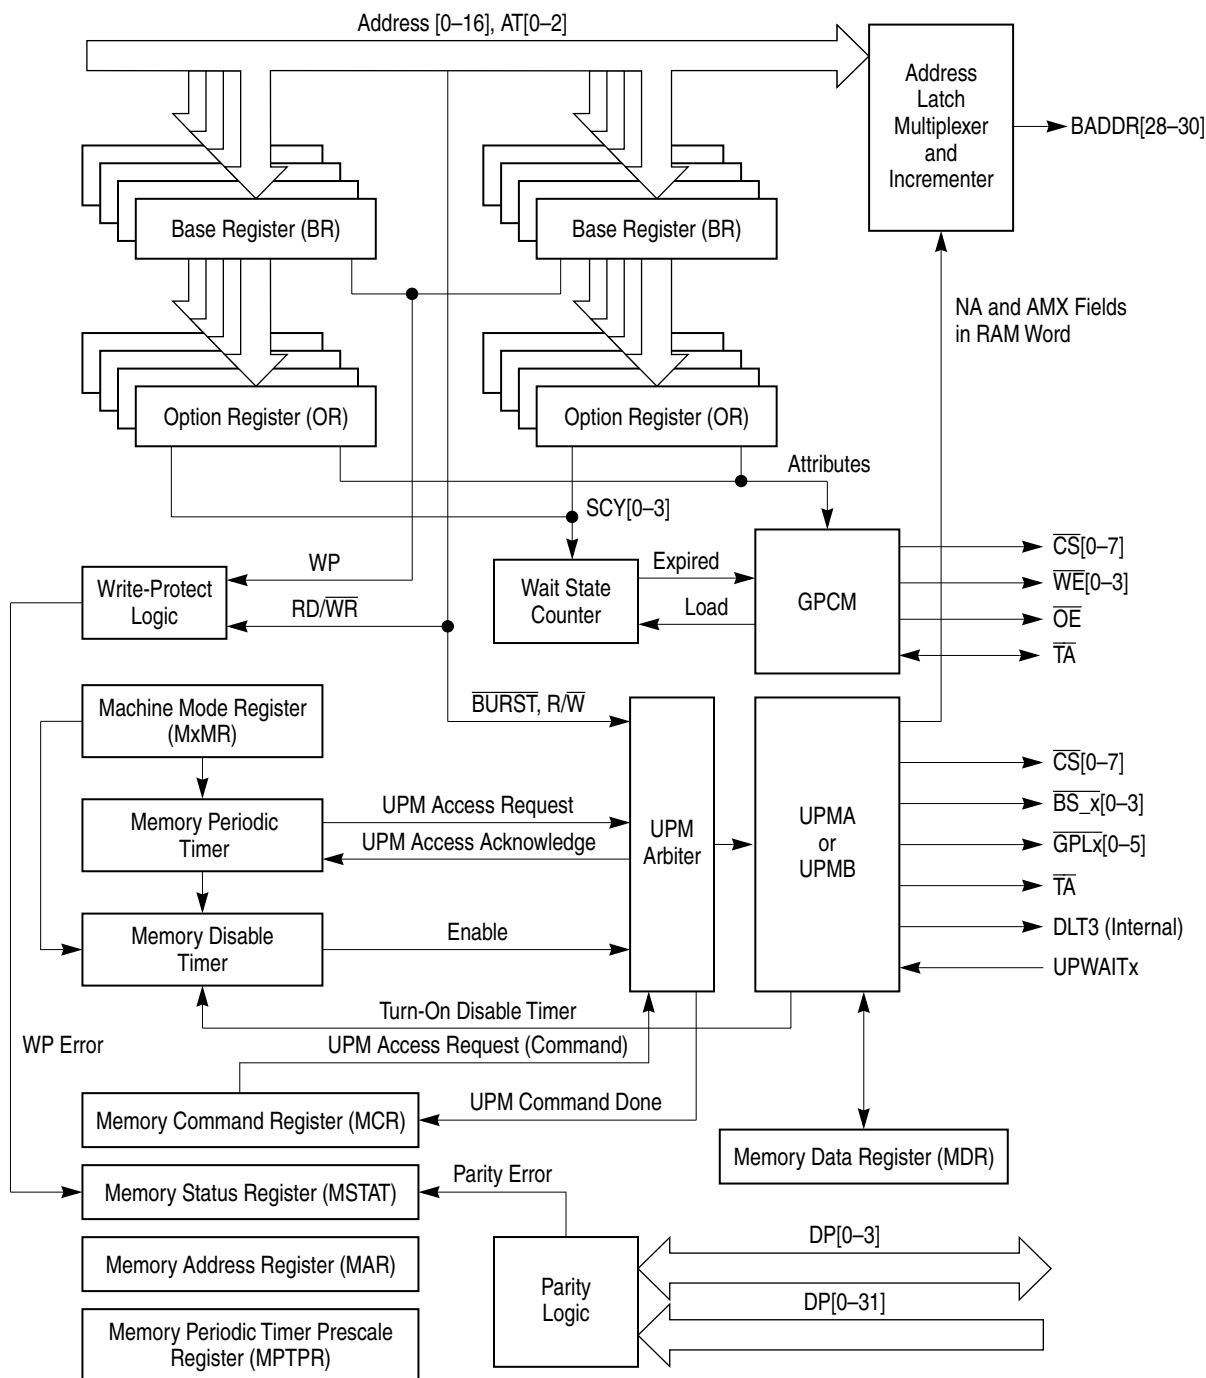 Address [0–16], AT[0–2]
Address
Latch
Multiplexer
and
Incrementer
BADDR[28–30]
Base Register (BR)
Base Register (BR)
NA and AMX Fields
in RAM Word
Option Register (OR)
Option Register (OR)
Attributes
SCY[0–3]
WP
Write-Protect
Logic
RD/WR
Wait State
Counter
Expired
Load
GPCM
CS[0–7]
WE[0–3]
OE
TA
Machine Mode Register
(MxMR)
BURST, R/W
Memory Periodic
Timer
UPM Access Request
UPM Access Acknowledge
UPM
Arbiter
UPMA
or
UPMB
CS[0–7]
BS_x[0–3]
GPLx[0–5]
TA
DLT3 (Internal)
UPWAITx
Memory Disable
Timer
Enable
Turn-On Disable Timer
WP Error
UPM Access Request (Command)
Memory Command Register (MCR)
UPM Command Done
Memory Data Register (MDR)
Memory Status Register (MSTAT)
Parity Error
Memory Address Register (MAR)
Parity
Logic
DP[0–3]
DP[0–31]
Memory Periodic Timer Prescale
Register (MPTPR)